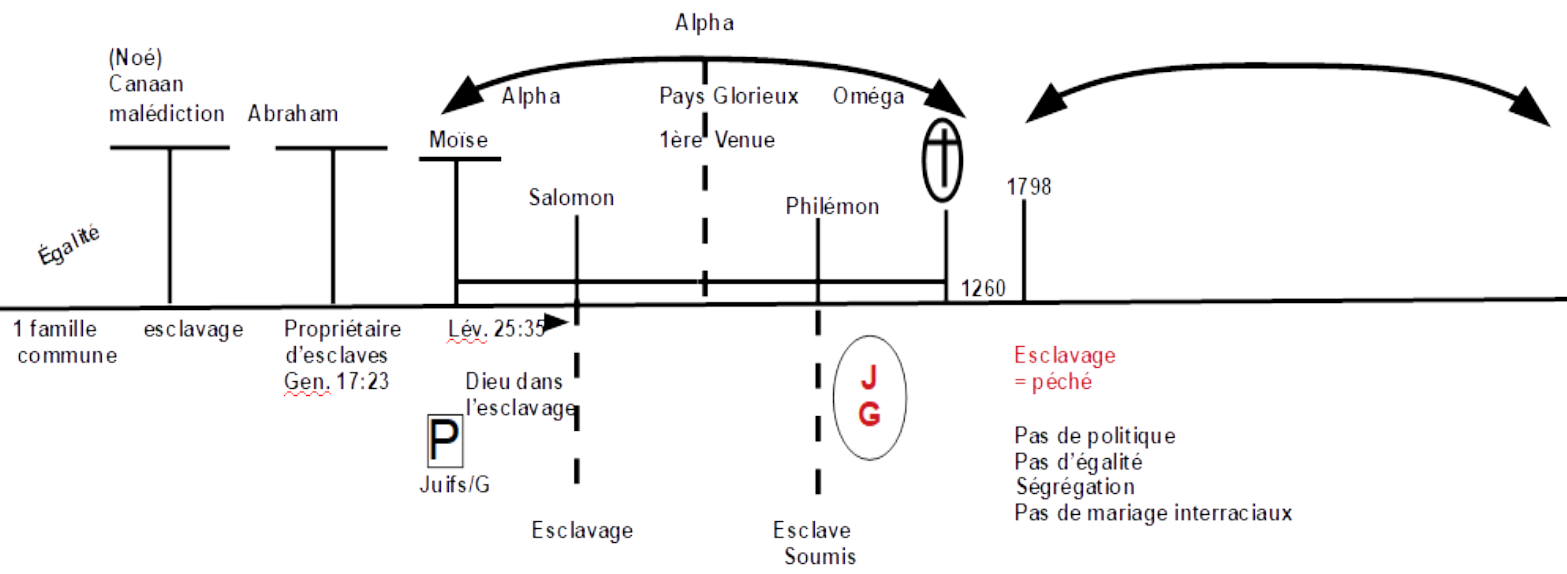 Alpha
(Noé)
Canaan
malédiction
Abraham
Alpha
Pays Glorieux
Oméga
Moïse
1ère Venue
1798
Salomon
Philémon
Égalité
1260
1 famille
commune
esclavage
Propriétaire
d'esclaves
Gen. 17:23
Lév. 25:35
Dieu dans
l'esclavage
P
Juifs/G
J
G
Esclavage
= péché
Pas de politique
Pas d'égalité
Ségrégation
Pas de mariage interraciaux
Esclavage
Esclave
Soumis